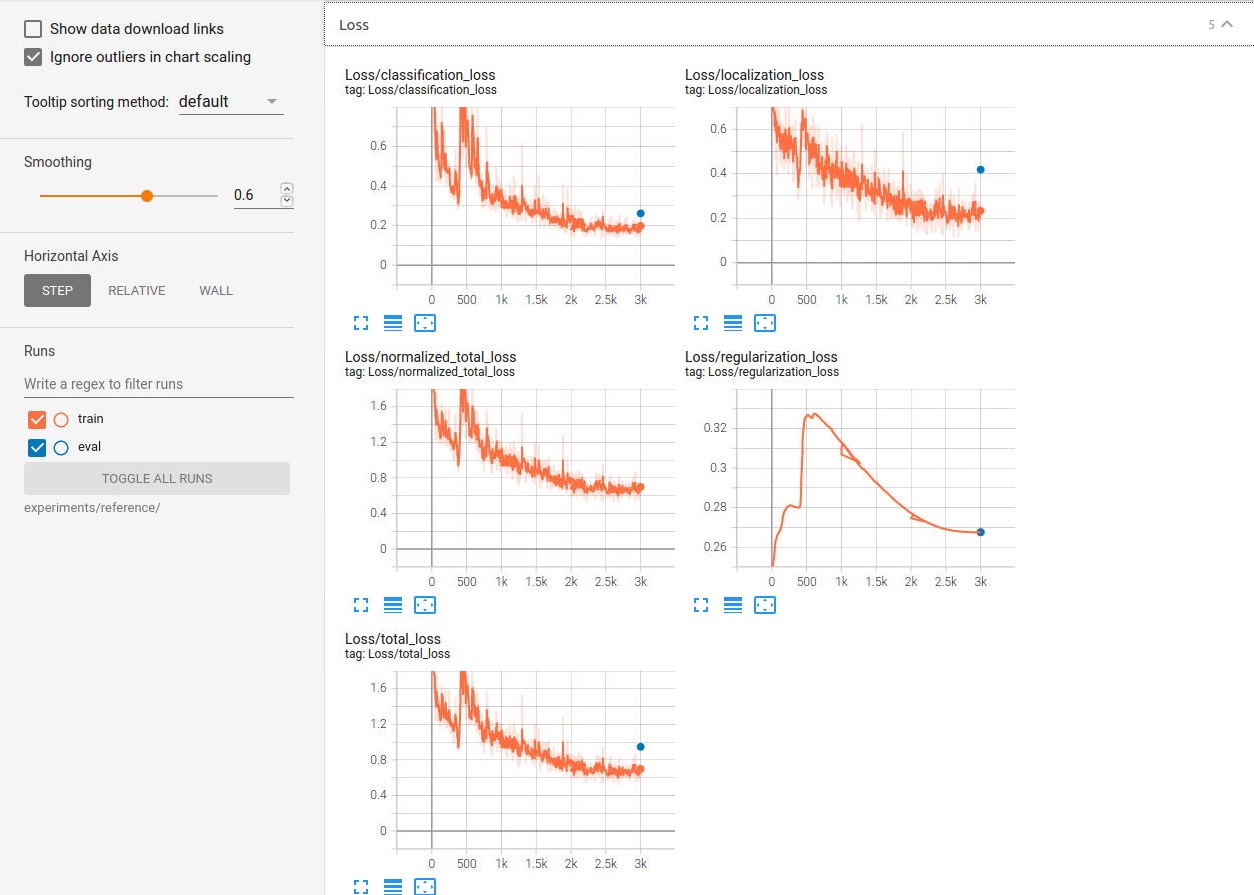 Show data download links
Ignore outliers in chart scaling
Tooltip sorting method: default
Smoothing
0.6
Horizontal Axis
STEP RELATIVE WALL
Runs
Write a regex to filter runs
train
eval
TOGGLE ALL RUNS
experiments/reference/
Loss 5
Loss/classification_loss
tag: Loss/classification_loss
0.6
0.4
0.2
0
0 500 1k 1.5k 2k 2.5k 3k
Loss/localization_loss
tag: Loss/localization_loss
0.6
0.4
0.2
0
0 500 1k 1.5k 2k 2.5k 3k
Loss/normalized_total_loss
tag: Loss/normalized_total_loss
1.6
1.2
0.8
0.4
0
0 500 1k 1.5k 2k 2.5k 3k
Loss/regularization_loss
tag: Loss/regularization_loss
0.32
0.3
0.28
0.26
0 500 1k 1.5k 2k 2.5k 3k
Loss/total_loss
tag: Loss/total_loss
1.6
1.2
0.8
0.4
0
0 500 1k 1.5k 2k 2.5k 3k